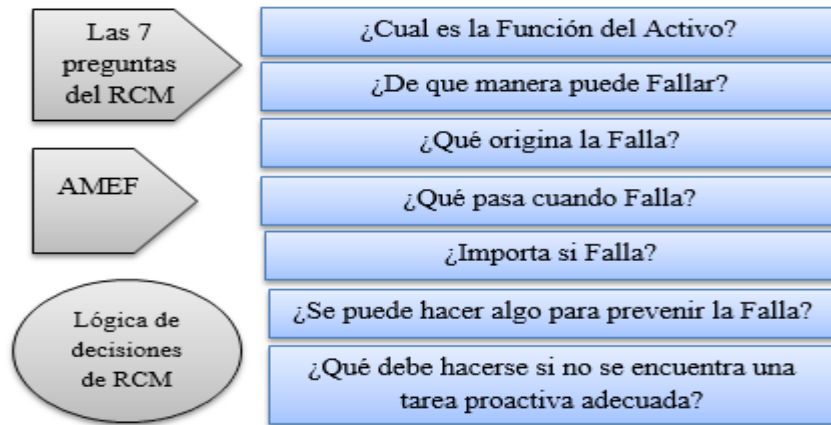 Las 7
preguntas
del RCM
AMEF
Lógica de
decisiones
de RCM
¿Cual es la Función del Activo?
¿De que manera puede Fallar?
¿Qué origina la Falla?
¿Qué pasa cuando Falla?
¿Importa si Falla?
¿Se puede hacer algo para prevenir la Falla?
¿Qué debe hacerse si no se encuentra una
tarea proactiva adecuada?